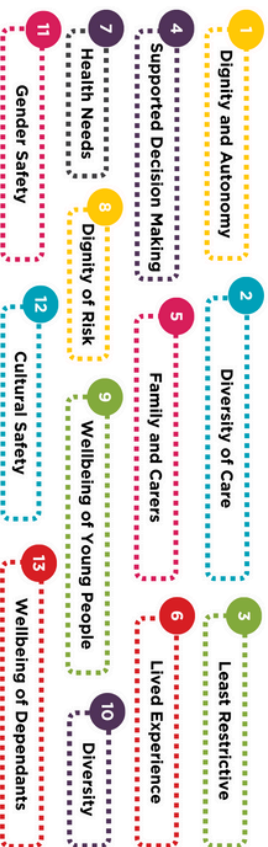 1 Dignity and Autonomy
2 Diversity of Care
3 Least Restrictive
4 Supported Decision Making
5 Family and Carers
6 Lived Experience
7 Health Needs
8 Dignity of Risk
9 Wellbeing of Young People
10 Diversity
11 Gender Safety
12 Cultural Safety
13 Wellbeing of Dependants